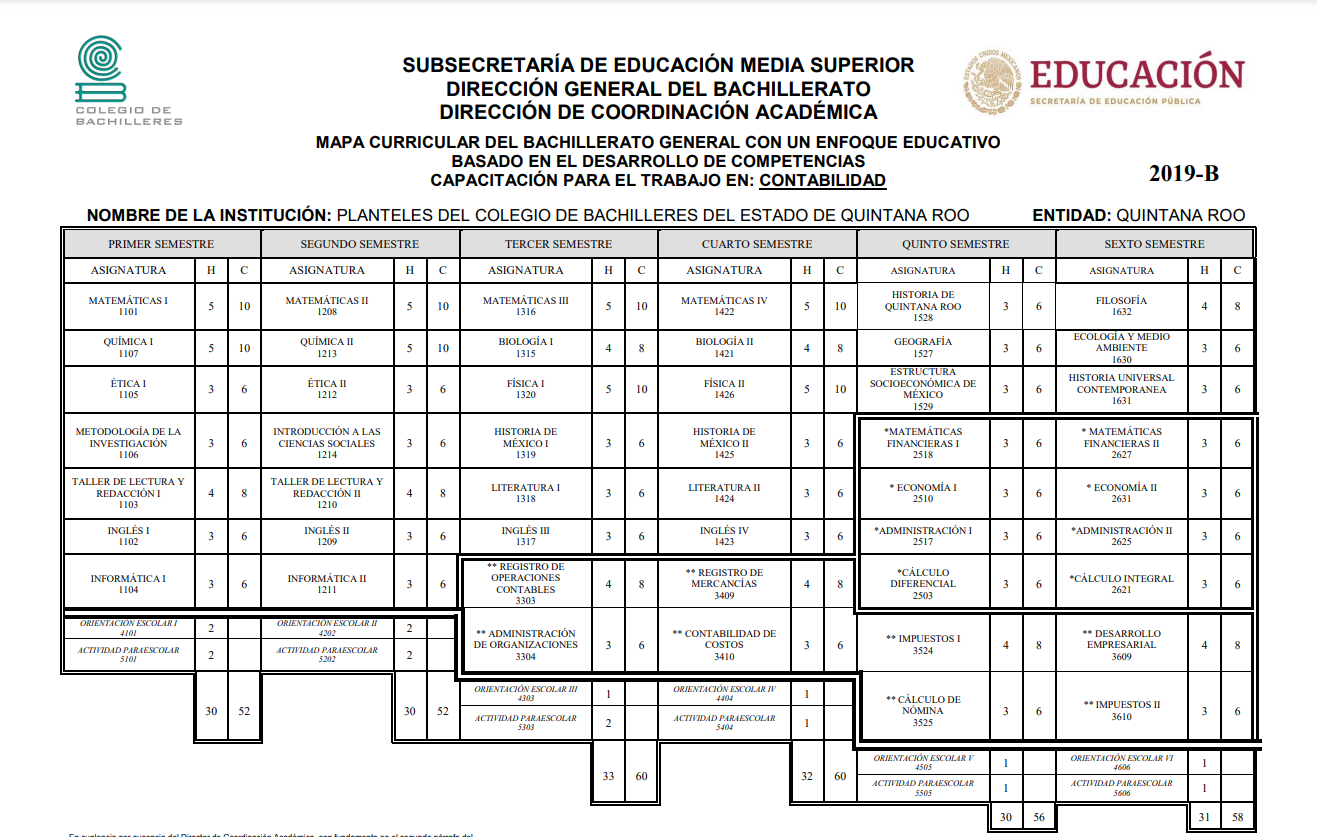 COLEGIO DE
BACHILLERES
SUBSECRETARÍA DE EDUCACIÓN MEDIA SUPERIOR
DIRECCIÓN GENERAL DEL BACHILLERATO
DIRECCIÓN DE COORDINACIÓN ACADÉMICA
ESTADOS UNIDOS MEXICANOS
EDUCACIÓN
SECRETARÍA DE EDUCACIÓN PÚBLICA
MAPA CURRICULAR DEL BACHILLERATO GENERAL CON UN ENFOQUE EDUCATIVO
BASADO EN EL DESARROLLO DE COMPETENCIAS
CAPACITACIÓN PARA EL TRABAJO EN: CONTABILIDAD
2019-B
NOMBRE DE LA INSTITUCIÓN: PLANTELES DEL COLEGIO DE BACHILLERES DEL ESTADO DE QUINTANA ROO ENTIDAD: QUINTANA ROO
PRIMER SEMESTRE SEGUNDO SEMESTRE TERCER SEMESTRE CUARTO SEMESTRE QUINTO SEMESTRE SEXTO SEMESTRE
ASIGNATURA H C ASIGNATURA H C ASIGNATURA H C ASIGNATURA H C ASIGNATURA H C ASIGNATURA H C
MATEMÁTICAS I
1101
5 10
MATEMÁTICAS II
1208
5 10
MATEMÁTICAS III
1316
5 10
MATEMÁTICAS IV
1422
5 10
HISTORIA DE
QUINTANA ROO
1528
3 6
FILOSOFÍA
1632
4 8
QUÍMICA I
1107
5 10
QUÍMICA II
1213
5 10
BIOLOGÍA I
1315
4 8
BIOLOGÍA II
1421
4 8
GEOGRAFÍA
1527
3 6
ECOLOGÍA Y MEDIO
AMBIENTE
1630
3 6
ÉTICA I
1105
3 6
ÉTICA II
1212
3 6
FÍSICA I
1320
5 10
FÍSICA II
1426
5 10
ESTRUCTURA
SOCIOECONÓMICA DE
MÉXICO
1529
3 6
HISTORIA UNIVERSAL
CONTEMPORANEA
1631
3 6
METODOLOGÍA DE LA
INVESTIGACIÓN
1106
3 6
INTRODUCCIÓN A LAS
CIENCIAS SOCIALES
1214
3 6
HISTORIA DE
MÉXICO I
1319
3 6
HISTORIA DE
MÉXICO II
1425
3 6
*MATEMÁTICAS
FINANCIERAS I
2518
3 6
* MATEMÁTICAS
FINANCIERAS II
2627
3 6
TALLER DE LECTURA Y
REDACCIÓN I
1103
4 8
TALLER DE LECTURA Y
REDACCIÓN II
1210
4 8
LITERATURA I
1318
3 6
LITERATURA II
1424
3 6
* ECONOMÍA I
2510
3 6
* ECONOMÍA II
2631
3 6
INGLÉS I
1102
3 6
INGLÉS II
1209
3 6
INGLÉS III
1317
3 6
INGLÉS IV
1423
3 6
*ADMINISTRACIÓN I
2517
3 6
*ADMINISTRACIÓN II
2625
3 6
INFORMÁTICA I
1104
3 6
INFORMÁTICA II
1211
3 6
** REGISTRO DE
OPERACIONES
CONTABLES
3303
4 8
** REGISTRO DE
MERCANCÍAS
3409
4 8
*CÁLCULO
DIFERENCIAL
2503
3 6
*CÁLCULO INTEGRAL
2621
3 6
ORIENTACIÓN ESCOLAR I
4101
2
ORIENTACIÓN ESCOLAR II
4202
2
** ADMINISTRACIÓN
DE ORGANIZACIONES
3304
3 6
** CONTABILIDAD DE
COSTOS
3410
3 6
** IMPUESTOS I
3524
4 8
** DESARROLLO
EMPRESARIAL
3609
4 8
ACTIVIDAD PARAESCOLAR
5101
2
ACTIVIDAD PARAESCOLAR
5202
2
30 52
30 52
ORIENTACIÓN ESCOLAR III
4303
1
ORIENTACIÓN ESCOLAR IV
4404
1
** CÁLCULO DE
NÓMINA
3525
3 6
** IMPUESTOS II
3610
3 6
ACTIVIDAD PARAESCOLAR
5303
2
ACTIVIDAD PARAESCOLAR
5404
1
33 60
32 60
ORIENTACIÓN ESCOLAR V
4505
1
ORIENTACIÓN ESCOLAR VI
4606
1
ACTIVIDAD PARAESCOLAR
5505
1
ACTIVIDAD PARAESCOLAR
5606
1
30 56
31 58